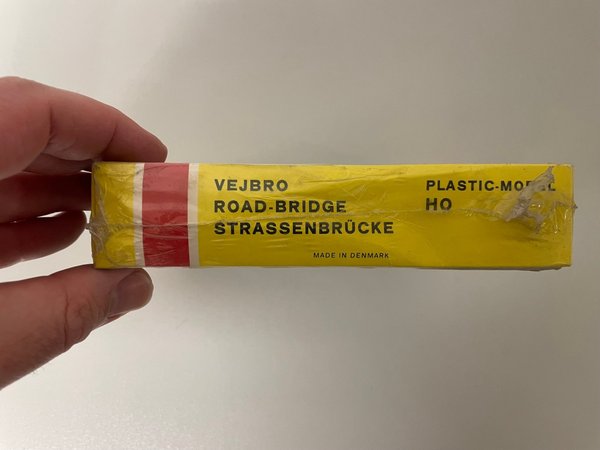 VEJBRO
ROAD-BRIDGE
STRASSENBRÜCKE
PLASTIC-MODEL
HO
MADE IN DENMARK